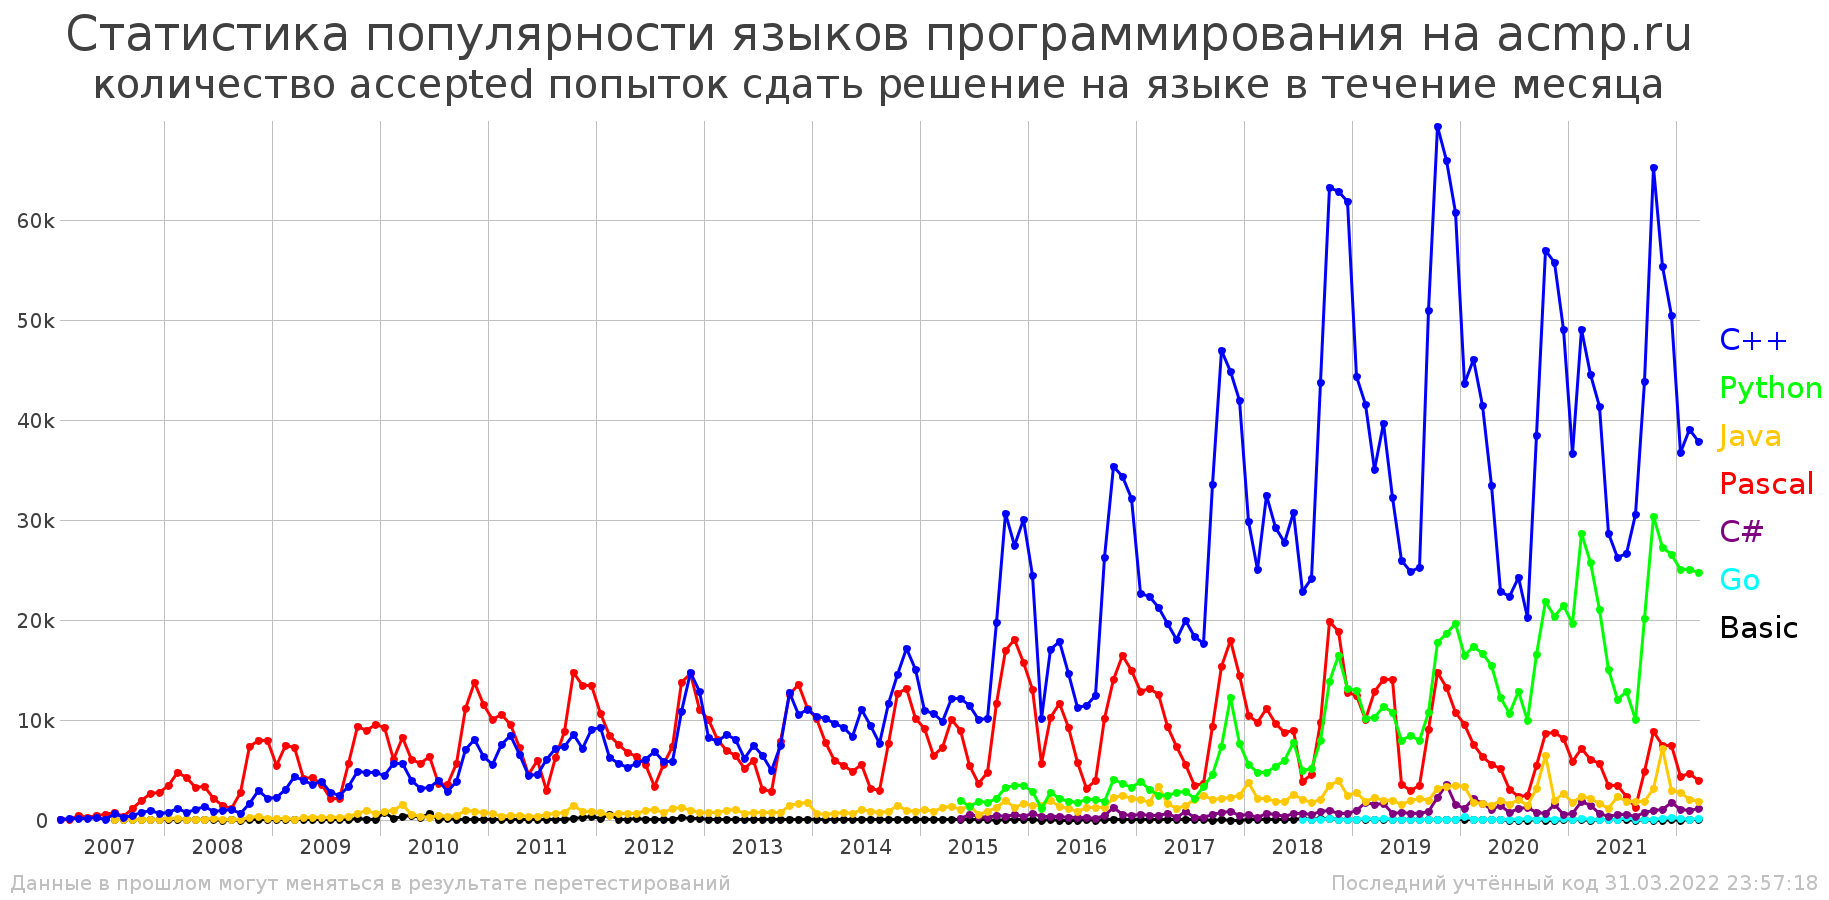 Статистика популярности языков программирования на acmp.ru
количество accepted попыток сдать решение на языке в течение месяца
60k
50k
40k
30k
20k
10k
0
2007 2008 2009 2010 2011 2012 2013 2014 2015 2016 2017 2018 2019 2020 2021
C++
Python
Java
Pascal
C#
Go
Basic
Данные в прошлом могут меняться в результате перетестирований
Последний учтённый код 31.03.2022 23:57:18